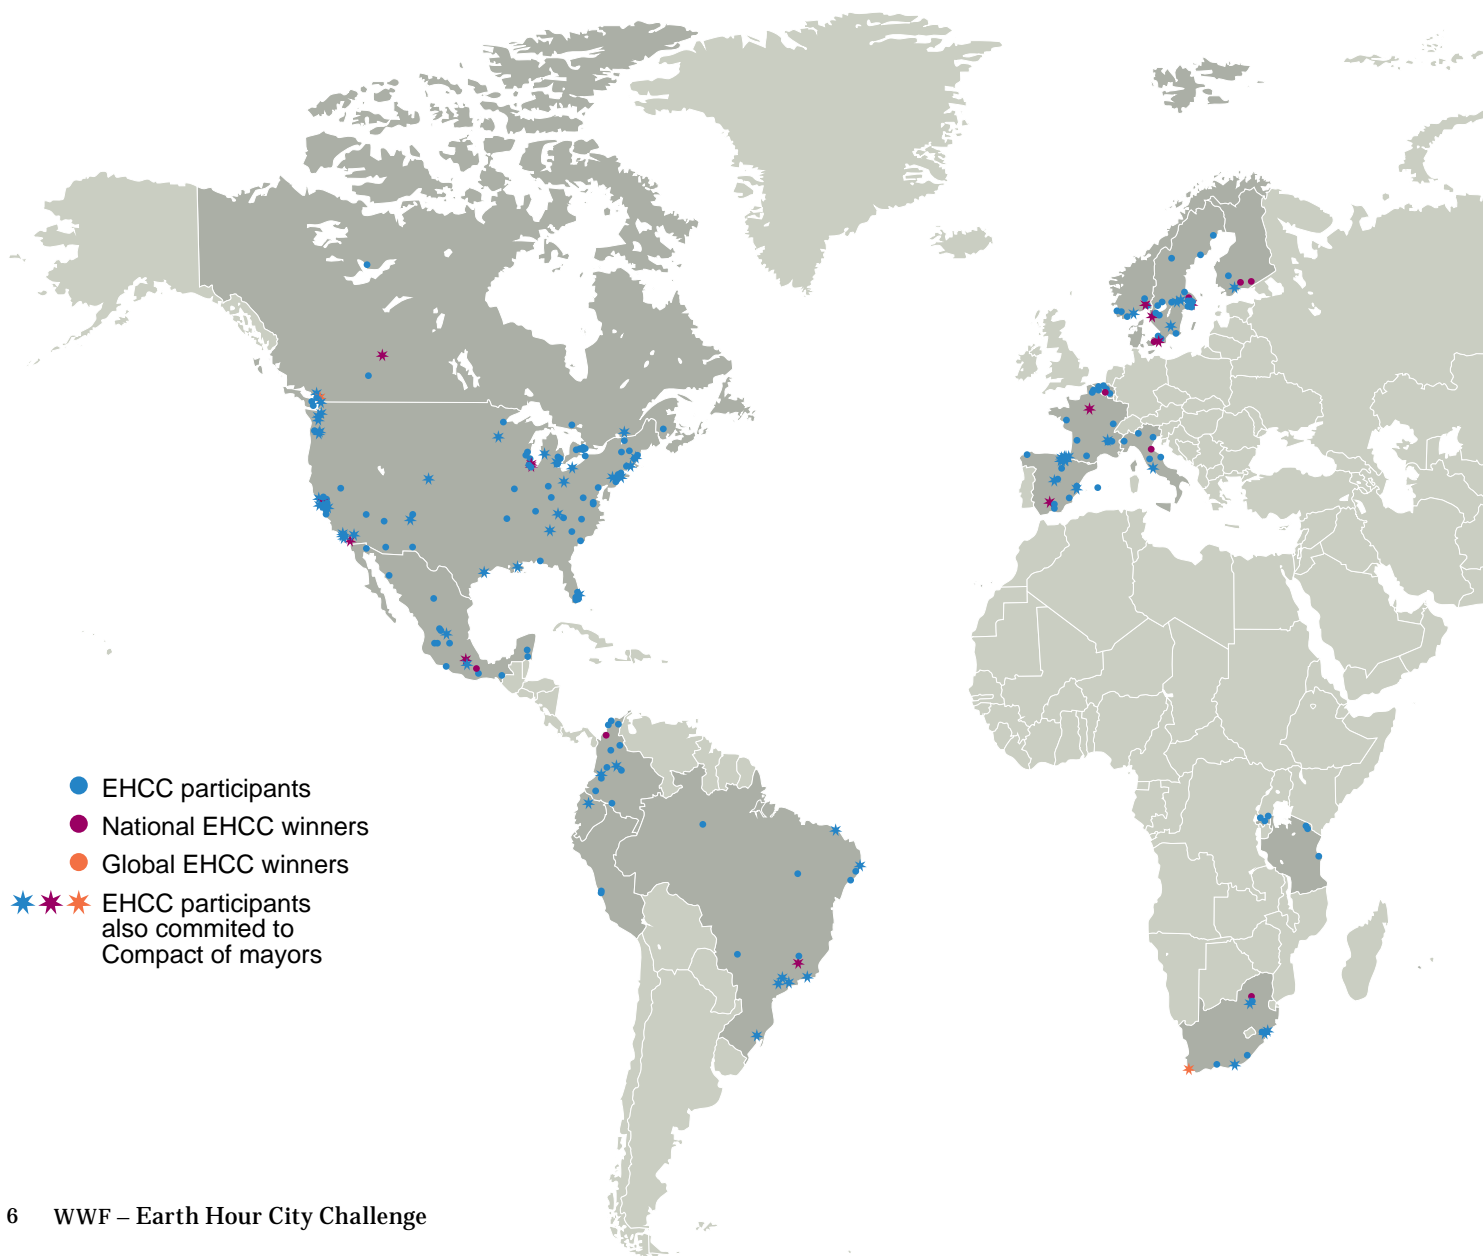 EHCC participants
National EHCC winners
Global EHCC winners
EHCC participants
also commited to
Compact of mayors
6 WWF – Earth Hour City Challenge